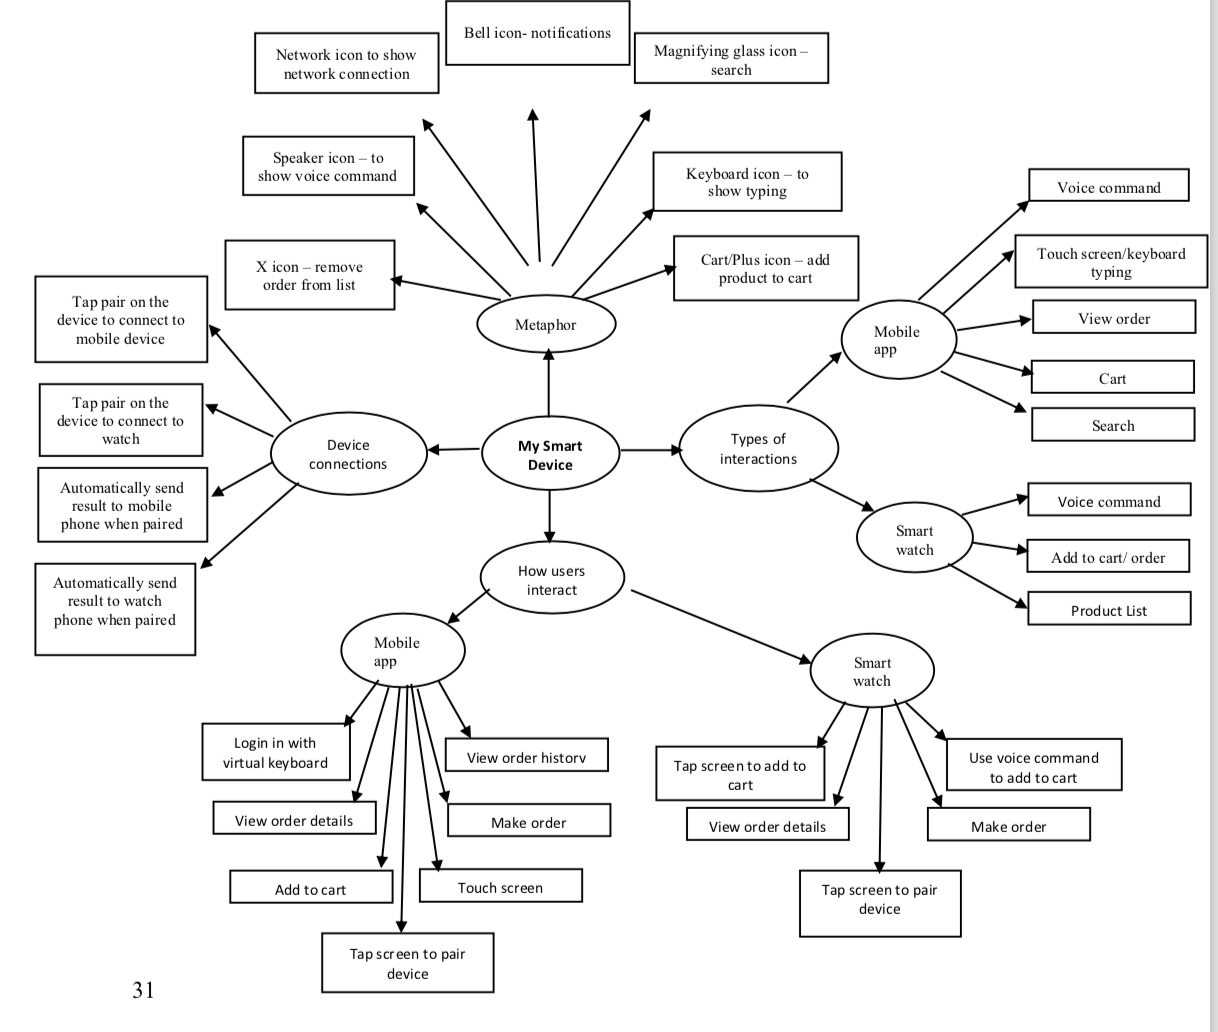 Bell icon- notifications
Network icon to show
network connection
Magnifying glass icon –
search
Speaker icon – to
show voice command
Keyboard icon – to
show typing
X icon – remove
order from list
Cart/Plus icon – add
product to cart
Metaphor
Voice command
Touch screen/keyboard
typing
Mobile
app
View order
Cart
Search
Tap pair on the
device to connect to
mobile device
Tap pair on the
device to connect to
watch
Automatically send
result to mobile
phone when paired
Automatically send
result to watch
phone when paired
Device
connections
My Smart
Device
Types of
interactions
Smart
watch
Voice command
Add to cart/ order
Product List
How users
interact
Mobile
app
Login in with
virtual keyboard
View order history
View order details
Make order
Add to cart
Touch screen
Tap screen to pair
device
Smart
watch
Tap screen to add to
cart
Use voice command
to add to cart
View order details
Make order
Tap screen to pair
device
31